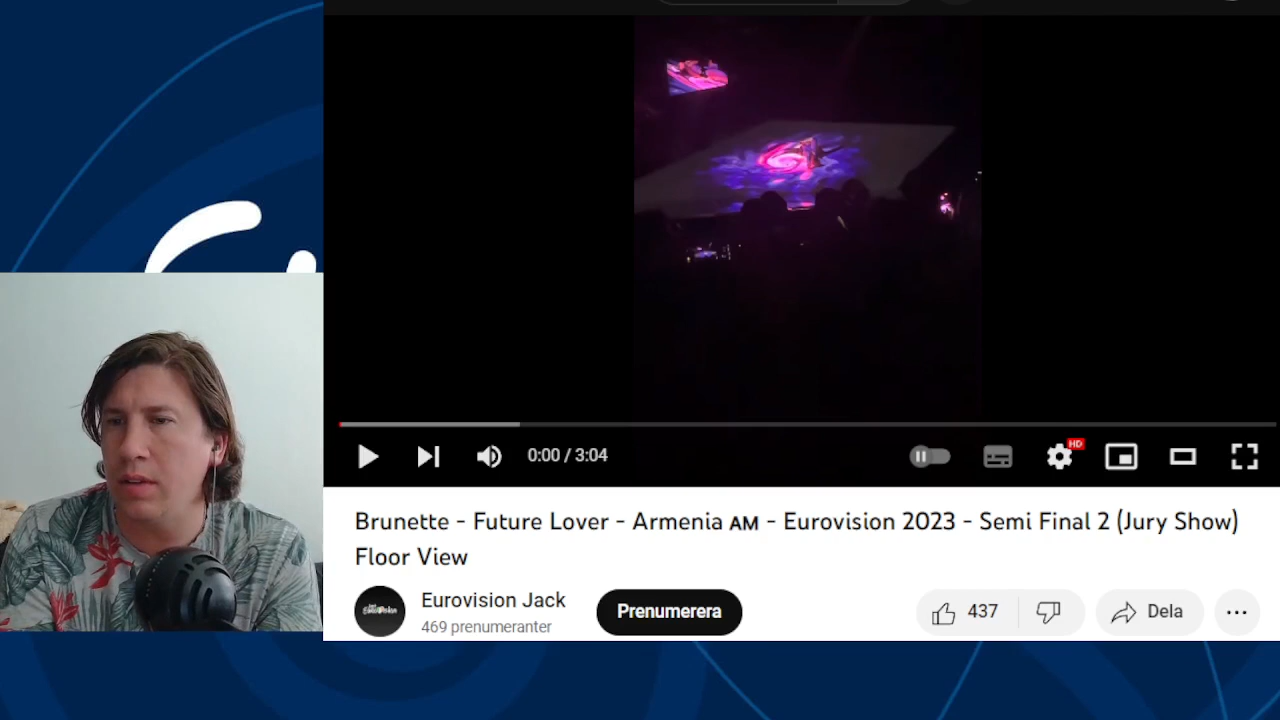 0:00 / 3:04
HD
Brunette - Future Lover - Armenia AM - Eurovision 2023 - Semi Final 2 (Jury Show)
Floor View
Eurovision Jack
469 prenumeranter
Prenumerera
437
Dela